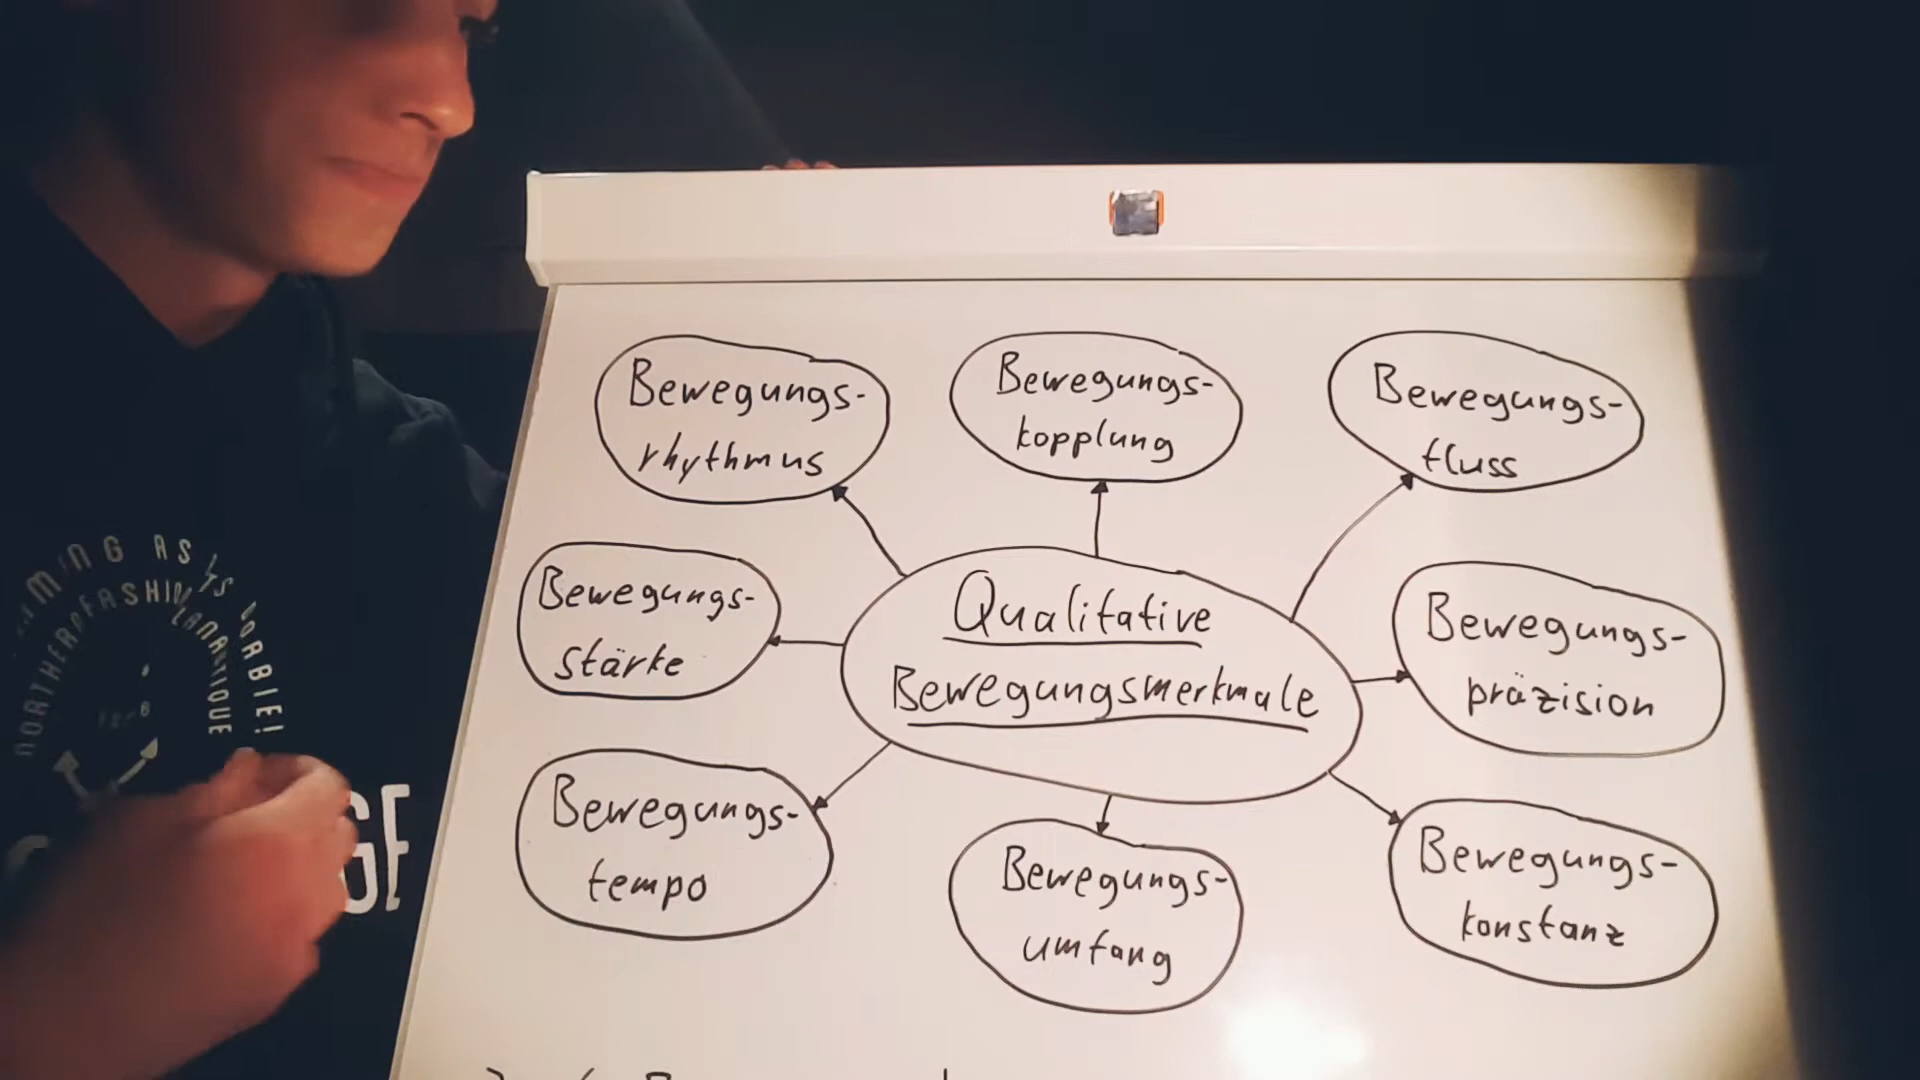 Bewegungs-
rhythmus
Bewegungs-
kopplung
Bewegungs-
fluss
Bewegungs-
stärke
Qualitative
Bewegungsmerkmale
Bewegungs-
präzision
Bewegungs-
tempo
Bewegungs-
umfang
Bewegungs-
konstanz